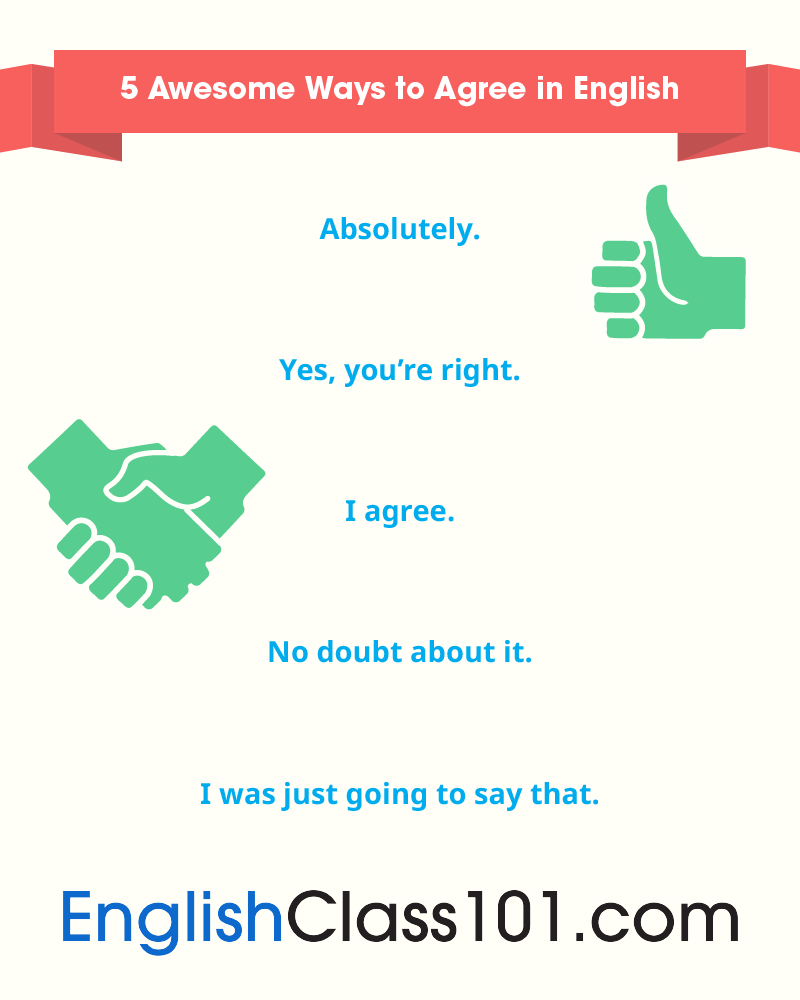 5 Awesome Ways to Agree in English
Absolutely.
Yes, you’re right.
I agree.
No doubt about it.
I was just going to say that.
EnglishClass101.com